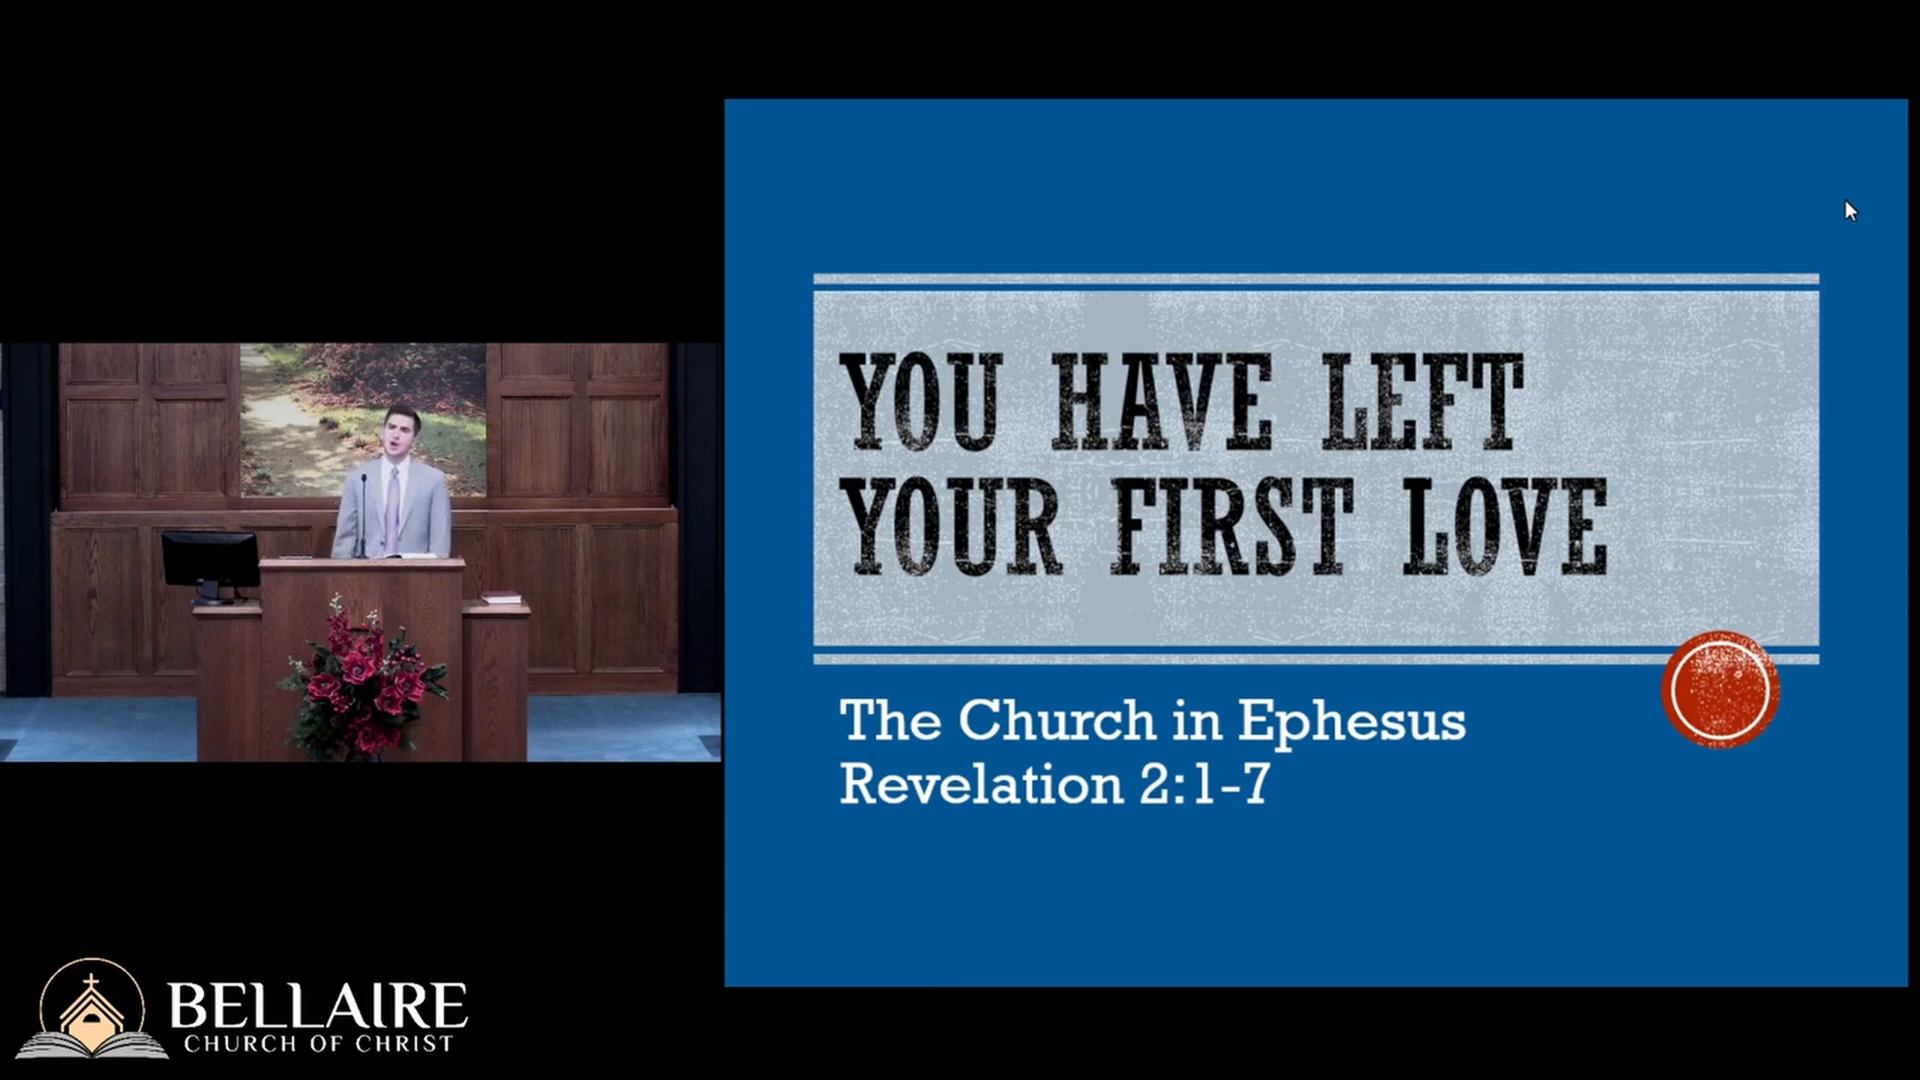 YOU HAVE LEFT
YOUR FIRST LOVE
The Church in Ephesus
Revelation 2:1-7
BELLAIRE
CHURCH OF CHRIST